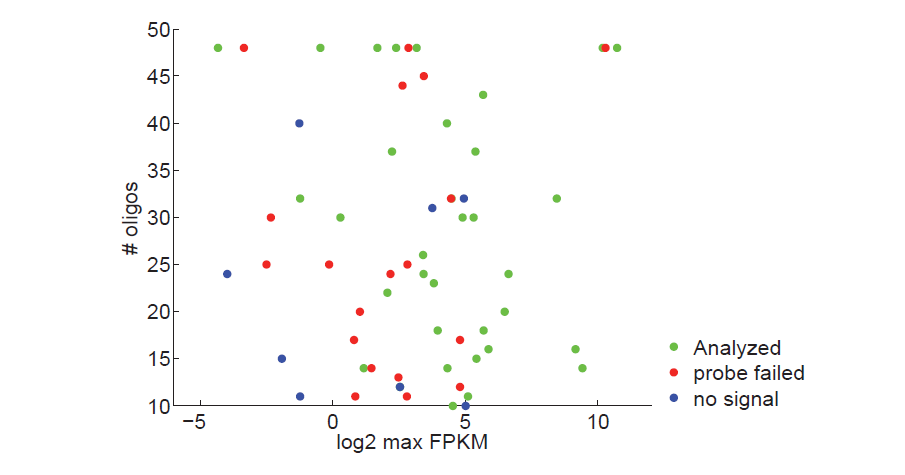 50
45
40
35
30
25
20
15
10
# oligos
−5 0 5 10
log2 max FPKM
Analyzed
probe failed
no signal